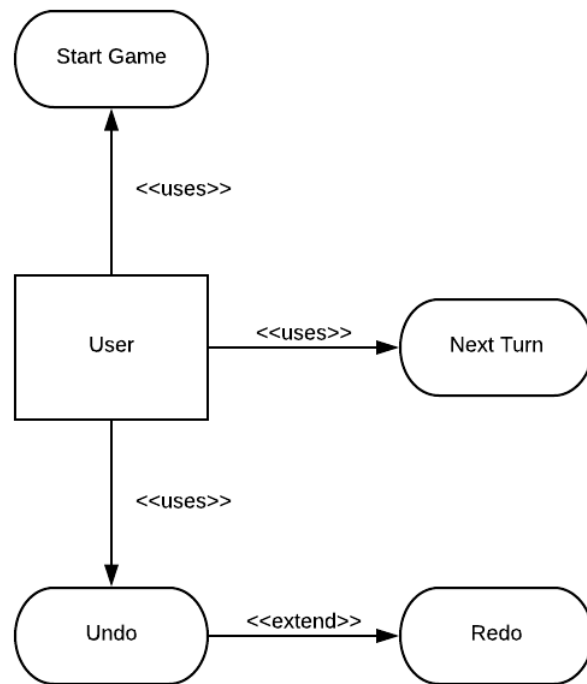 Start Game
<<uses>>
User
<<uses>>
Next Turn
<<uses>>
Undo
<<extend>>
Redo